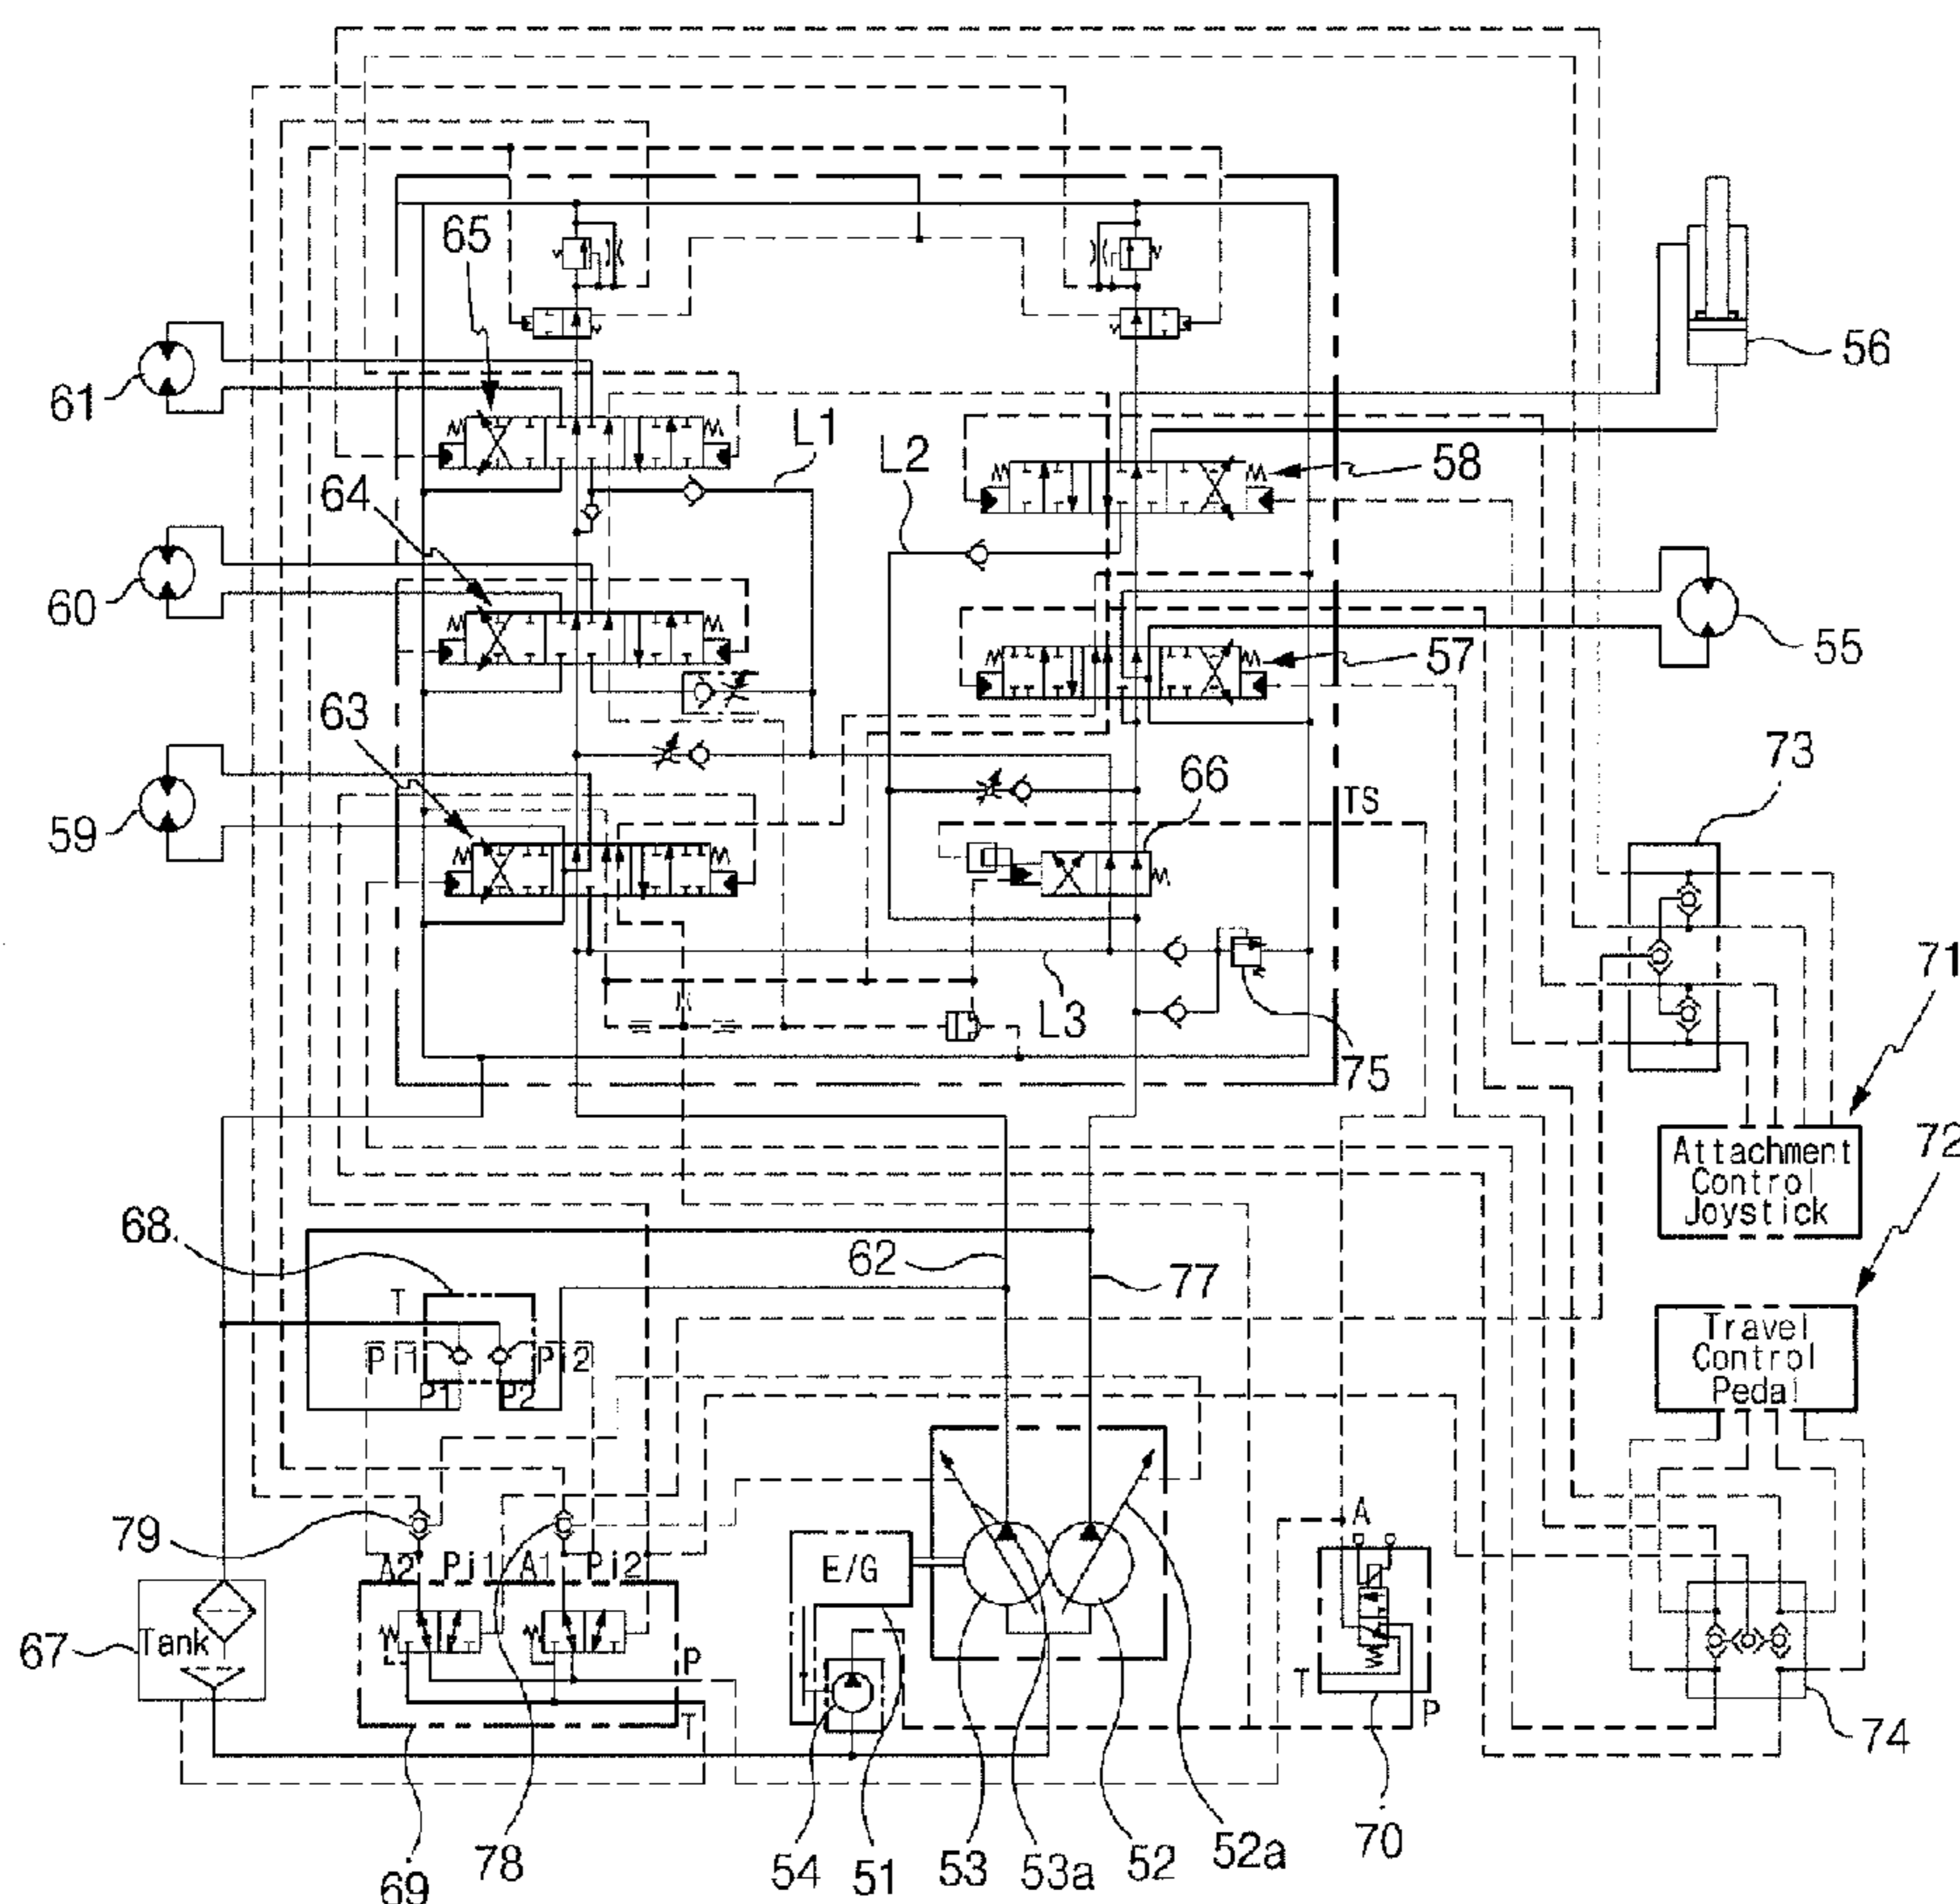 65
61
L1
L2
56
58
64
60
55
57
63
66
73
59
TS
71
L3
75
72
Attachment
Control
Joystick
68
62
77
T
Pi1
Pi2
P1
P2
Travel
Control
Pedal
79
A
A2
Pi1
A1
Pi2
E/G
67
Tank
P
T
T
P
74
69
78
54
51
53
53a
52
52a
70